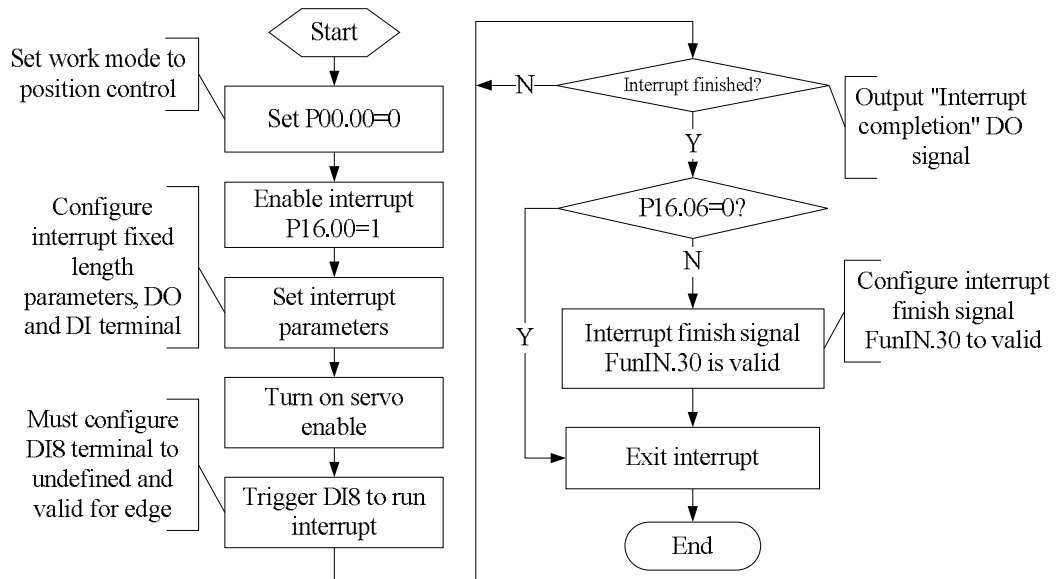 Start
Set work mode to
position control
Set P00.00=0
Enable interrupt
P16.00=1
Configure
interrupt fixed
length
parameters, DO
and DI terminal
Set interrupt
parameters
Turn on servo
enable
Must configure
DI8 terminal to
undefined and
valid for edge
Trigger DI8 to run
interrupt
Interrupt finished?
N
Output "Interrupt
completion" DO
signal
Y
P16.06=0?
N
Y
Interrupt finish signal
FunIN.30 is valid
Configure interrupt
finish signal
FunIN.30 to valid
Exit interrupt
End